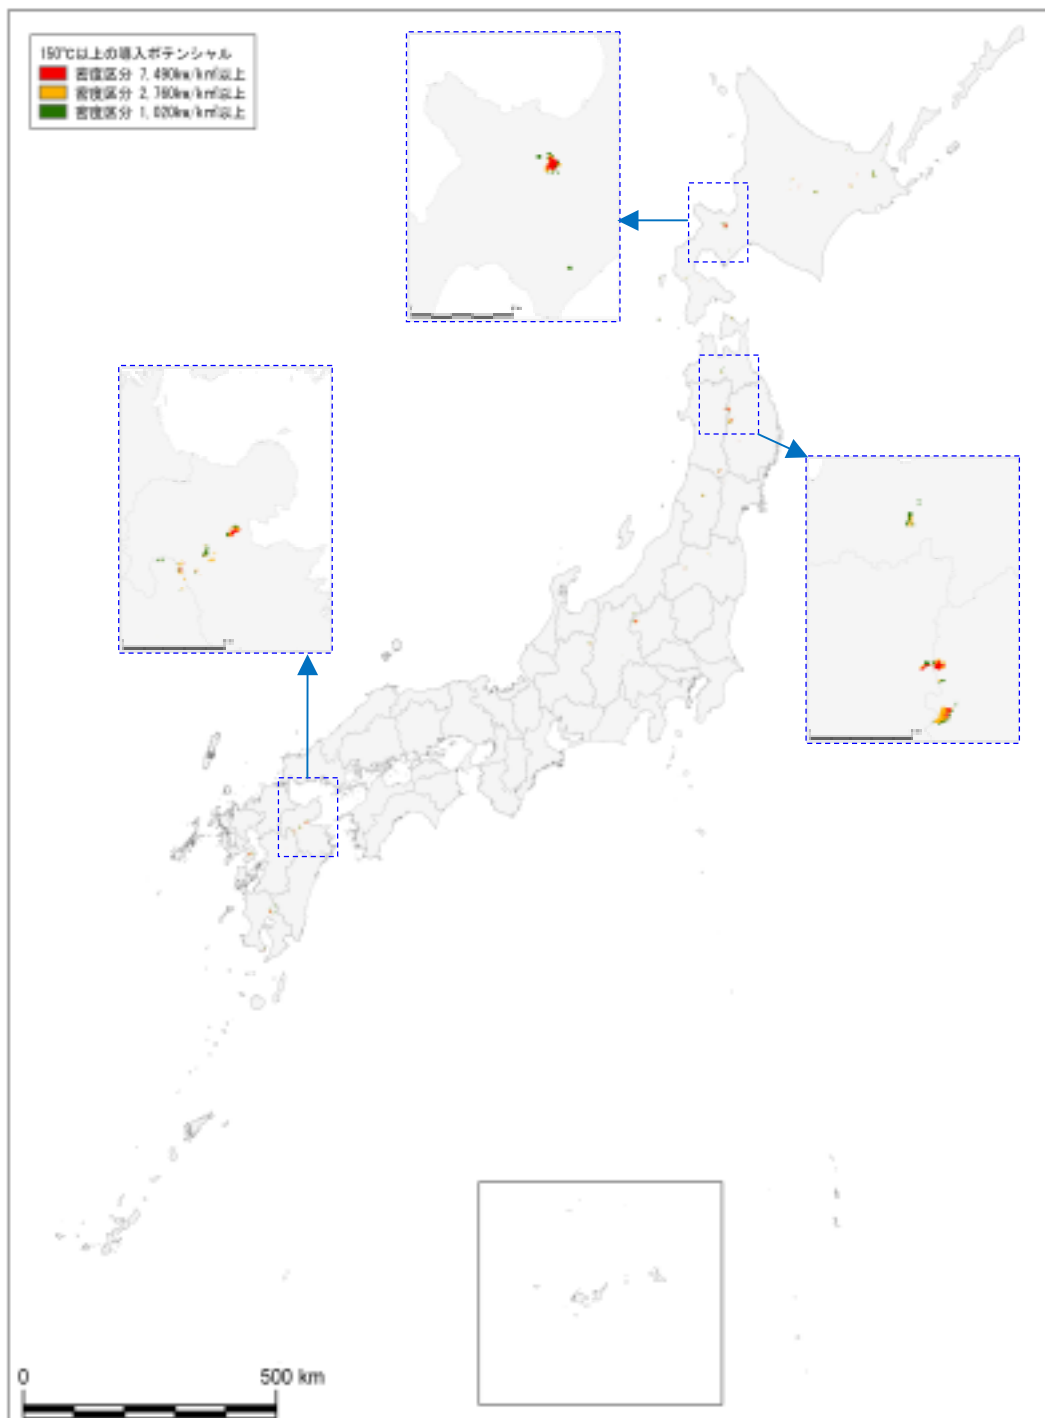 150℃以上の導入ポテンシャル
密度区分 7,490kW/k㎡以上
密度区分 2,760kW/k㎡以上
密度区分 1,020kW/k㎡以上
0 500 km